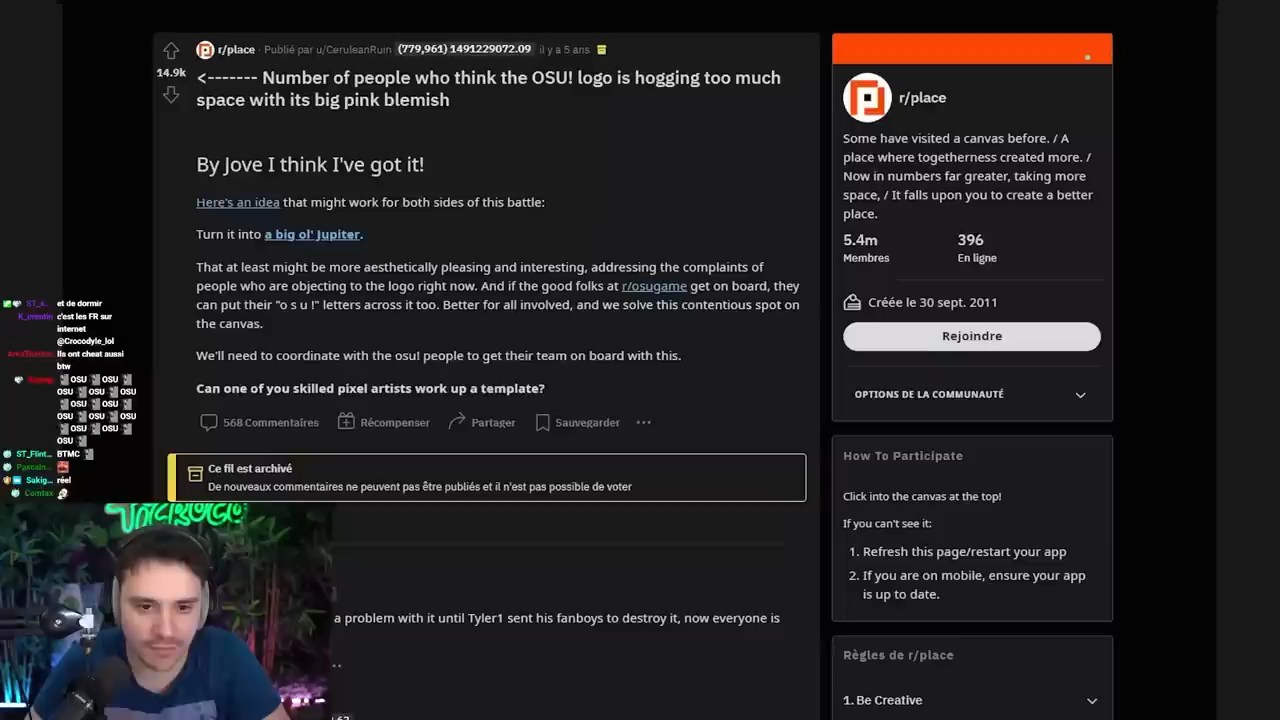 r/place · Publié par u/CeruleanRuin (779,961) 1491229072.09 il y a 5 ans
14.9k
<------- Number of people who think the OSU! logo is hogging too much
space with its big pink blemish
By Jove I think I've got it!
Here's an idea that might work for both sides of this battle:
Turn it into a big ol' Jupiter.
That at least might be more aesthetically pleasing and interesting, addressing the complaints of
people who are objecting to the logo right now. And if the good folks at r/osugame get on board, they
can put their "o s u !" letters across it too. Better for all involved, and we solve this contentious spot on
the canvas.
We'll need to coordinate with the osu! people to get their team on board with this.
Can one of you skilled pixel artists work up a template?
568 Commentaires Récompenser Partager Sauvegarder
Ce fil est archivé
De nouveaux commentaires ne peuvent pas être publiés et il n'est pas possible de voter
a problem with it until Tyler1 sent his fanboys to destroy it, now everyone is
r/place
Some have visited a canvas before. / A
place where togetherness created more. /
Now in numbers far greater, taking more
space, / It falls upon you to create a better
place.
5.4m 396
Membres En ligne
Créée le 30 sept. 2011
Rejoindre
OPTIONS DE LA COMMUNAUTÉ
How To Participate
Click into the canvas at the top!
If you can't see it:
1. Refresh this page/restart your app
2. If you are on mobile, ensure your app
is up to date.
Règles de r/place
1. Be Creative
et de dormir
c'est les FR sur
internet
@Crocodyle_lol
Ils ont cheat aussi
btw
OSU OSU
OSU OSU OSU
OSU OSU
OSU OSU OSU
OSU OSU
OSU
ST_Flint... BTMC
Sakig... réel
Comtax